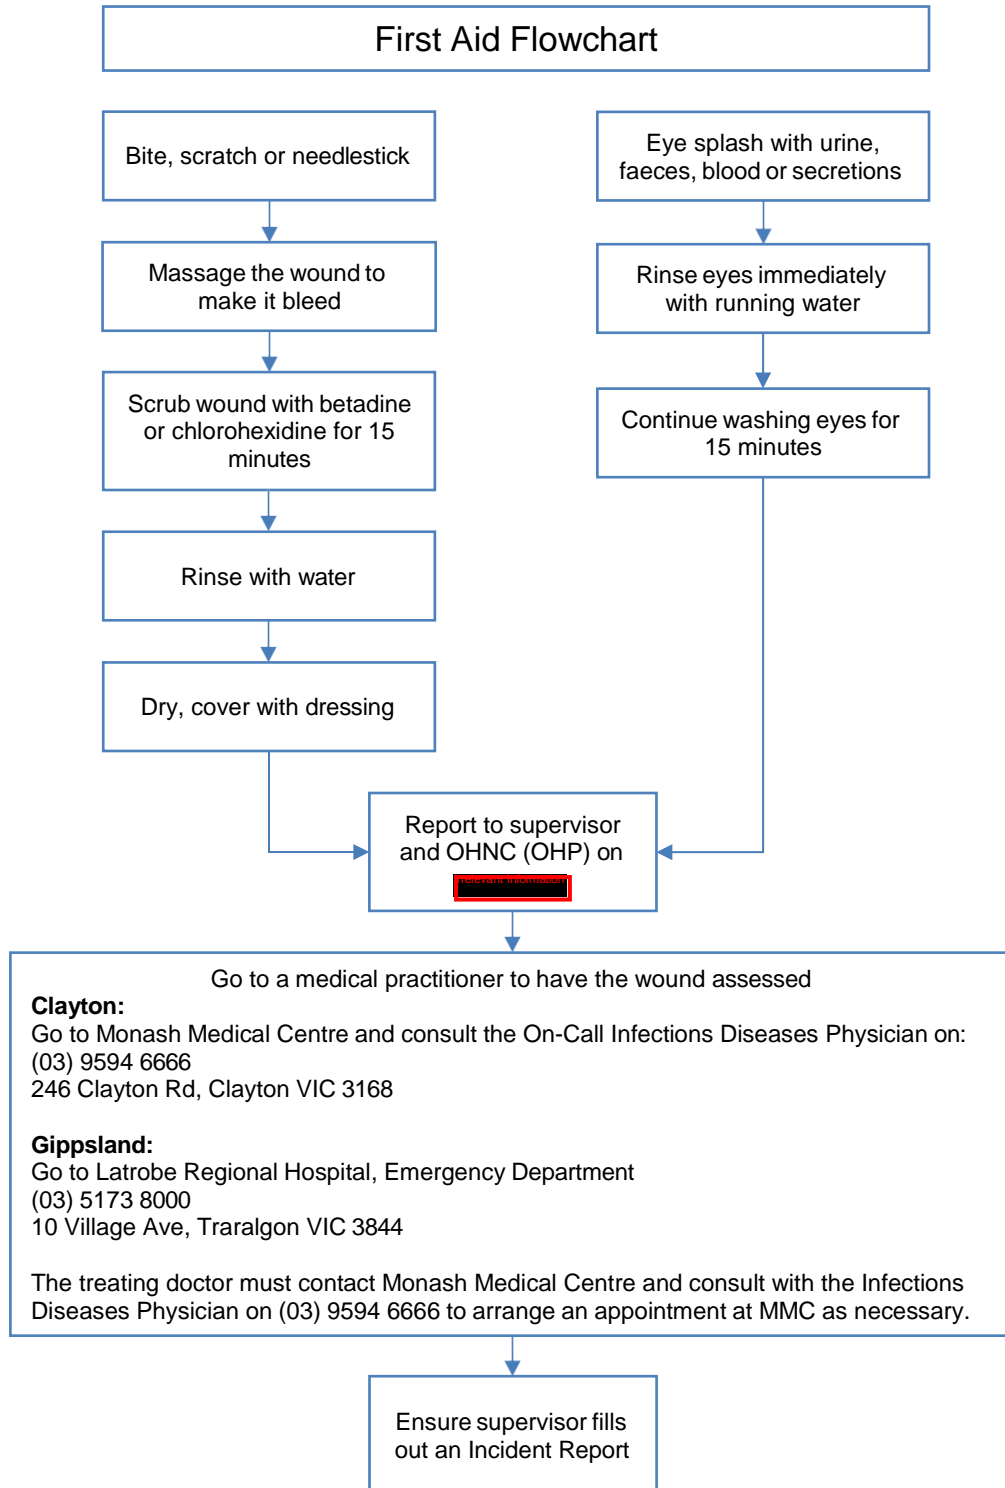 First Aid Flowchart
Bite, scratch or needlestick
Massage the wound to
make it bleed
Scrub wound with betadine
or chlorohexidine for 15
minutes
Rinse with water
Dry, cover with dressing
Eye splash with urine,
faeces, blood or secretions
Rinse eyes immediately
with running water
Continue washing eyes for
15 minutes
Report to supervisor
and OHNC (OHP) on
Go to a medical practitioner to have the wound assessed
Clayton:
Go to Monash Medical Centre and consult the On-Call Infections Diseases Physician on:
(03) 9594 6666
246 Clayton Rd, Clayton VIC 3168
Gippsland:
Go to Latrobe Regional Hospital, Emergency Department
(03) 5173 8000
10 Village Ave, Traralgon VIC 3844
The treating doctor must contact Monash Medical Centre and consult with the Infections
Diseases Physician on (03) 9594 6666 to arrange an appointment at MMC as necessary.
Ensure supervisor fills
out an Incident Report